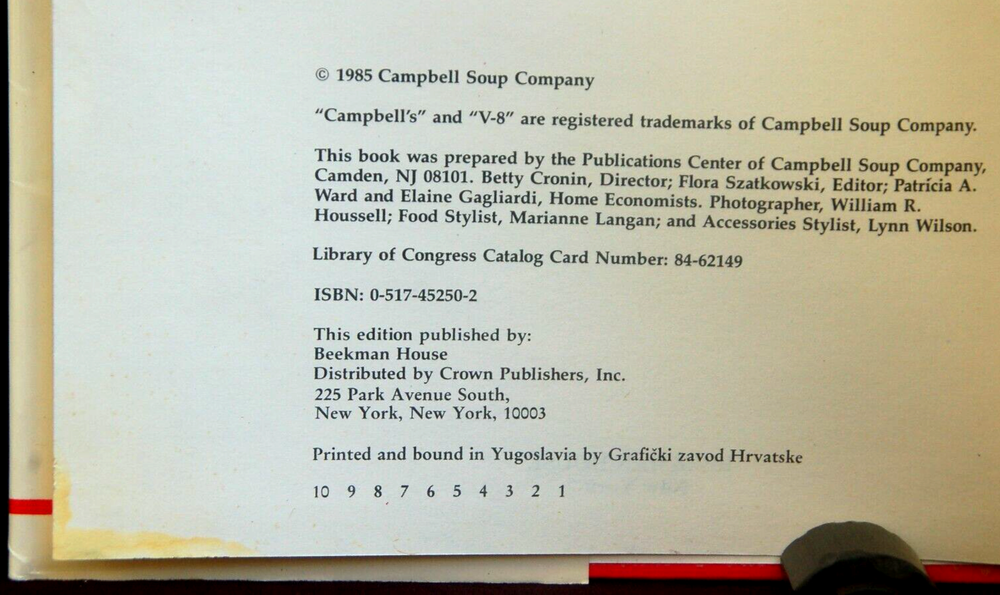 © 1985 Campbell Soup Company
“Campbell’s” and “V-8” are registered trademarks of Campbell Soup Company.
This book was prepared by the Publications Center of Campbell Soup Company,
Camden, NJ 08101. Betty Cronin, Director; Flora Szatkowski, Editor; Patrícia A.
Ward and Elaine Gagliardi, Home Economists. Photographer, William R.
Houssell; Food Stylist, Marianne Langan; and Accessories Stylist, Lynn Wilson.
Library of Congress Catalog Card Number: 84-62149
ISBN: 0-517-45250-2
This edition published by:
Beekman House
Distributed by Crown Publishers, Inc.
225 Park Avenue South,
New York, New York, 10003
Printed and bound in Yugoslavia by Grafički zavod Hrvatske
10 9 8 7 6 5 4 3 2 1